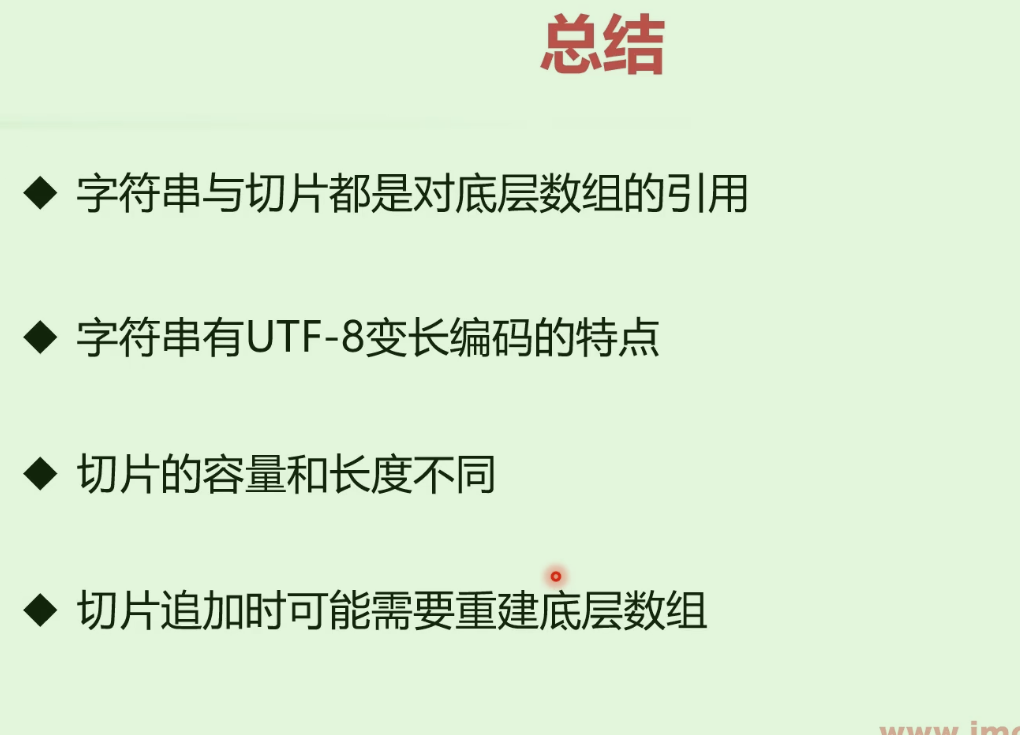 总结
◆ 字符串与切片都是对底层数组的引用
◆ 字符串有UTF-8变长编码的特点
◆ 切片的容量和长度不同
◆ 切片追加时可能需要重建底层数组